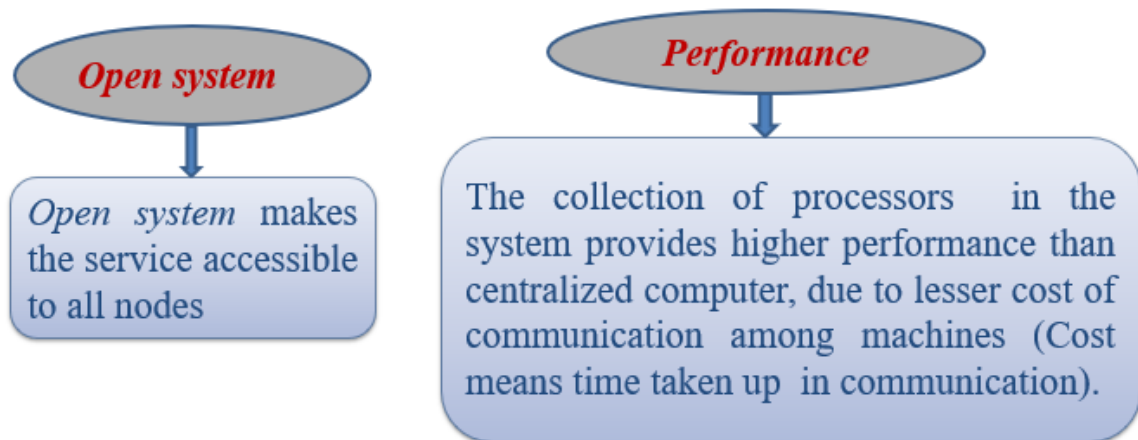 Open system
Open system makes
the service accessible
to all nodes
Performance
The collection of processors in the
system provides higher performance than
centralized computer, due to lesser cost of
communication among machines (Cost
means time taken up in communication).